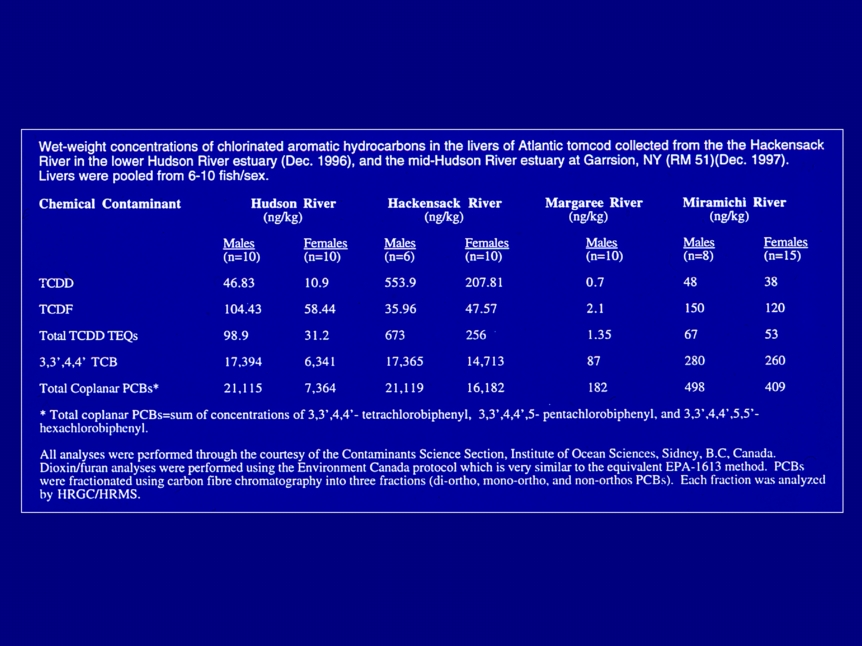 Wet-weight concentrations of chlorinated aromatic hydrocarbons in the livers of Atlantic tomcod collected from the the Hackensack
River in the lower Hudson River estuary (Dec. 1996), and the mid-Hudson River estuary at Garrsion, NY (RM 51)(Dec. 1997).
Livers were pooled from 6-10 fish/sex.
Chemical Contaminant Hudson River Hackensack River Margaree River Miramichi River
(ng/kg) (ng/kg) (ng/kg) (ng/kg)
Males Females Males Females Males Males Females
(n=10) (n=10) (n=6) (n=10) (n=10) (n=8) (n=15)
TCDD 46.83 10.9 553.9 207.81 0.7 48 38
TCDF 104.43 58.44 35.96 47.57 2.1 150 120
Total TCDD TEQs 98.9 31.2 673 256 1.35 67 53
3,3',4,4' TCB 17,394 6,341 17,365 14,713 87 280 260
Total Coplanar PCBs* 21,115 7,364 21,119 16,182 182 498 409
* Total coplanar PCBs=sum of concentrations of 3,3',4,4'- tetrachlorobiphenyl, 3,3',4,4',5- pentachlorobiphenyl, and 3,3',4,4',5,5'-
hexachlorobiphenyl.
All analyses were performed through the courtesy of the Contaminants Science Section, Institute of Ocean Sciences, Sidney, B.C, Canada.
Dioxin/furan analyses were performed using the Environment Canada protocol which is very similar to the equivalent EPA-1613 method. PCBs
were fractionated using carbon fibre chromatography into three fractions (di-ortho, mono-ortho, and non-orthos PCBs). Each fraction was analyzed
by HRGC/HRMS.